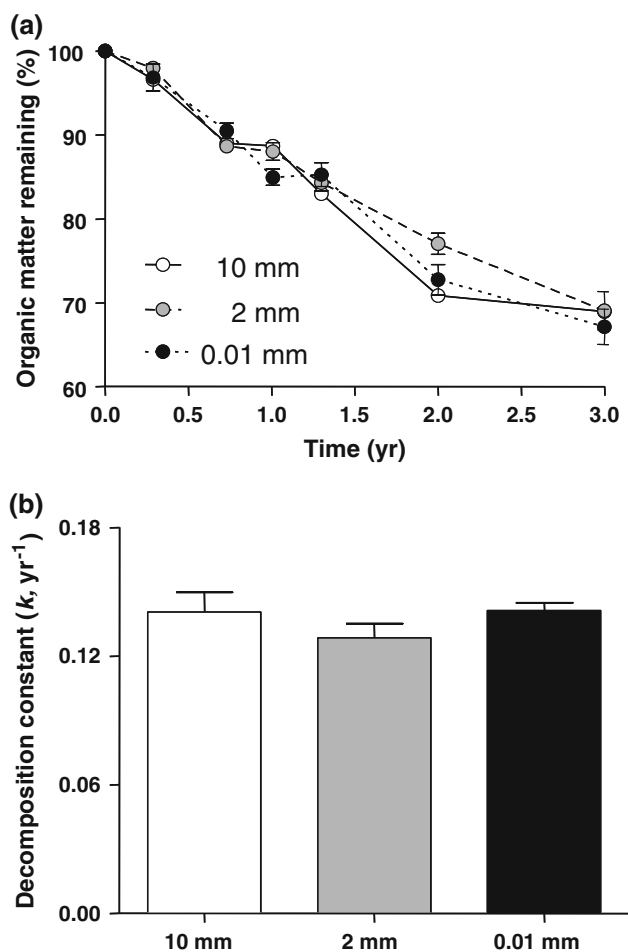 (a)
Organic matter remaining (%)
100
90
80
70
60
10 mm
2 mm
0.01 mm
0.0
0.5
1.0
1.5
2.0
2.5
3.0
Time (yr)
(b)
Decomposition constant (k, yr-1)
0.18
0.12
0.06
0.00
10 mm
2 mm
0.01 mm